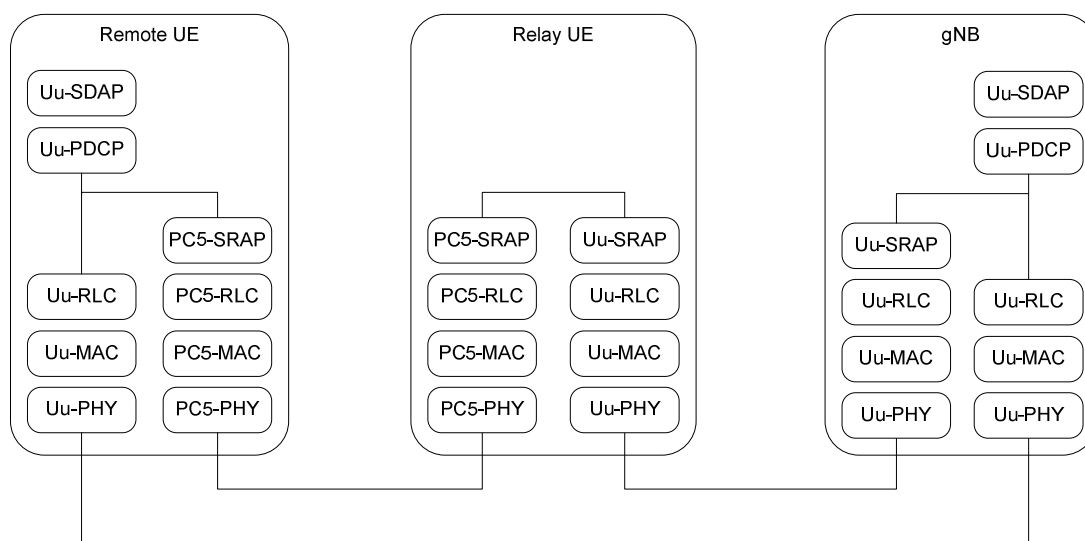 Remote UE
Uu-SDAP
Uu-PDCP
PC5-SRAP
Uu-RLC
PC5-RLC
Uu-MAC
PC5-MAC
Uu-PHY
PC5-PHY
Relay UE
PC5-SRAP
Uu-SRAP
PC5-RLC
Uu-RLC
PC5-MAC
Uu-MAC
PC5-PHY
Uu-PHY
gNB
Uu-SDAP
Uu-PDCP
Uu-SRAP
Uu-RLC
Uu-RLC
Uu-MAC
Uu-MAC
Uu-PHY
Uu-PHY